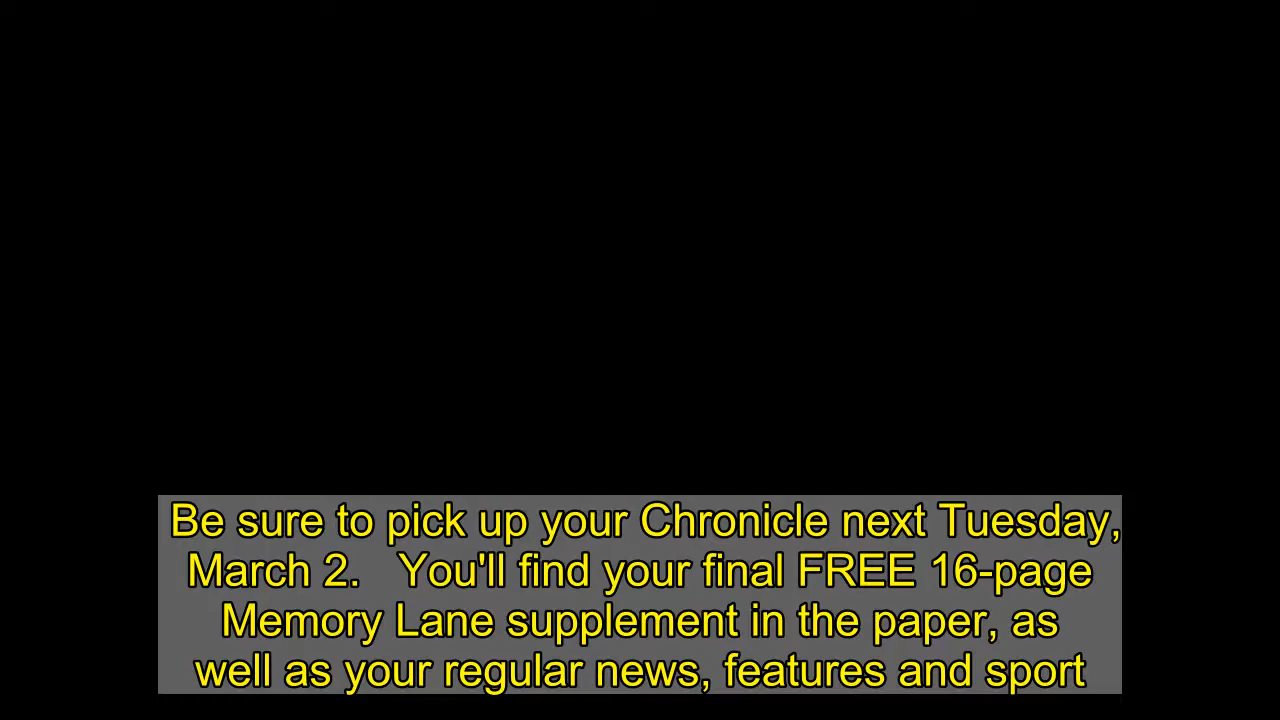 Be sure to pick up your Chronicle next Tuesday,
March 2.   You'll find your final FREE 16-page
Memory Lane supplement in the paper, as
well as your regular news, features and sport